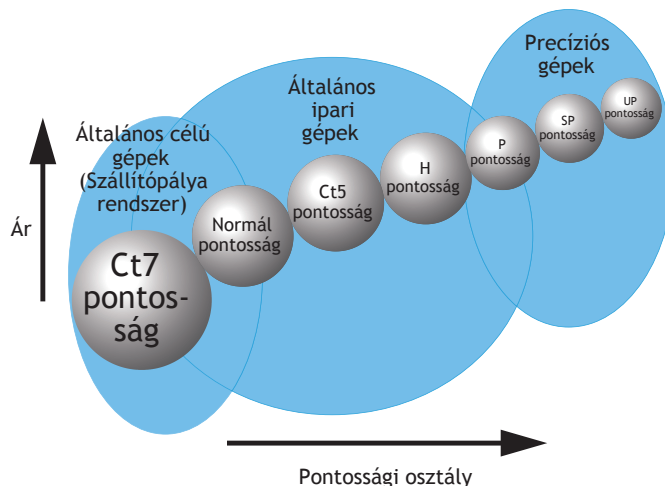 Precíziós
gépek
Általános
ipari
gépek
Általános célú
gépek
(Szállítópálya
rendszer)
Ár
UP
pontosság
SP
pontosság
P
pontosság
H
pontosság
Ct5
pontosság
Normál
pontosság
Ct7
pontos-
ság
Pontossági osztály